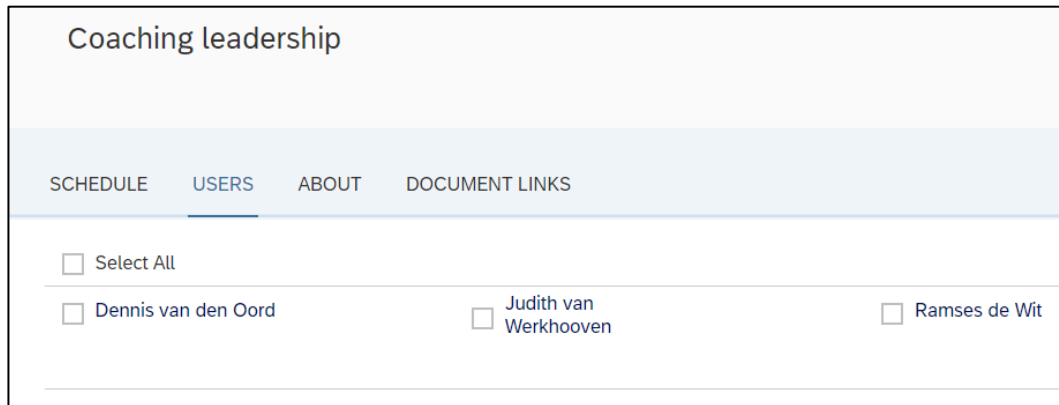 Coaching leadership
SCHEDULE USERS ABOUT DOCUMENT LINKS
Select All
Dennis van den Oord
Judith van
Werkhooven
Ramses de Wit